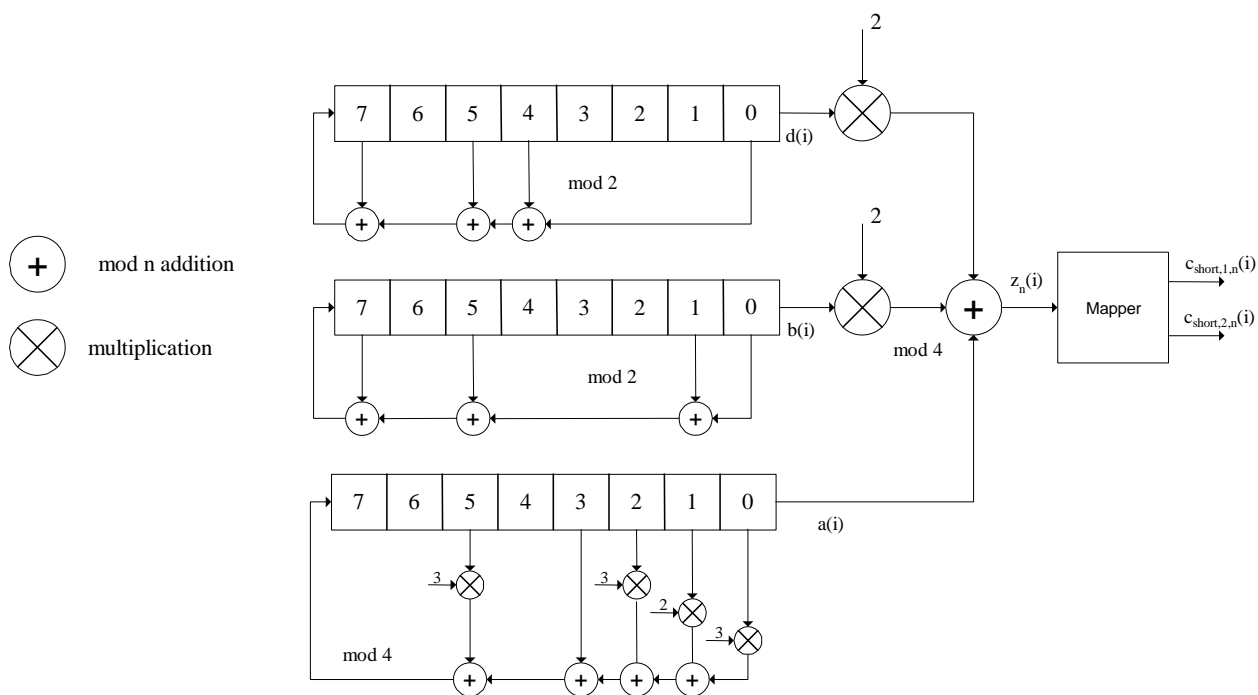 2
7 6 5 4 3 2 1 0
d(i)
mod 2
+ + +
2
+ mod n addition
multiplication
7 6 5 4 3 2 1 0
b(i)
mod 2
+ + +
+
mod 4
z_n(i)
Mapper
c_short,1,n(i)
c_short,2,n(i)
7 6 5 4 3 2 1 0
a(i)
3 3
2
3
mod 4
+ + + +